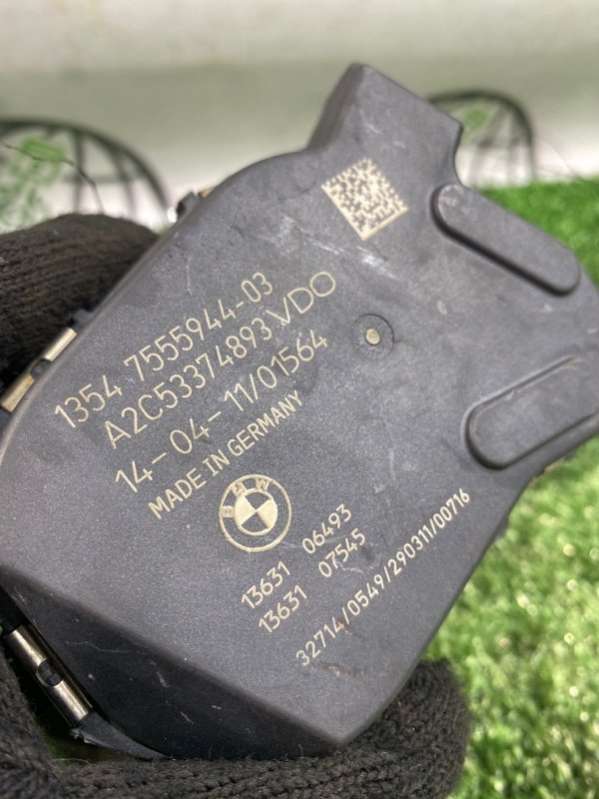 1354 7555944-03
A2C53374893 VDO
14-04-11/01564
MADE IN GERMANY
BMW
13631 06493
13631 07545
32714/0549/290311/00716